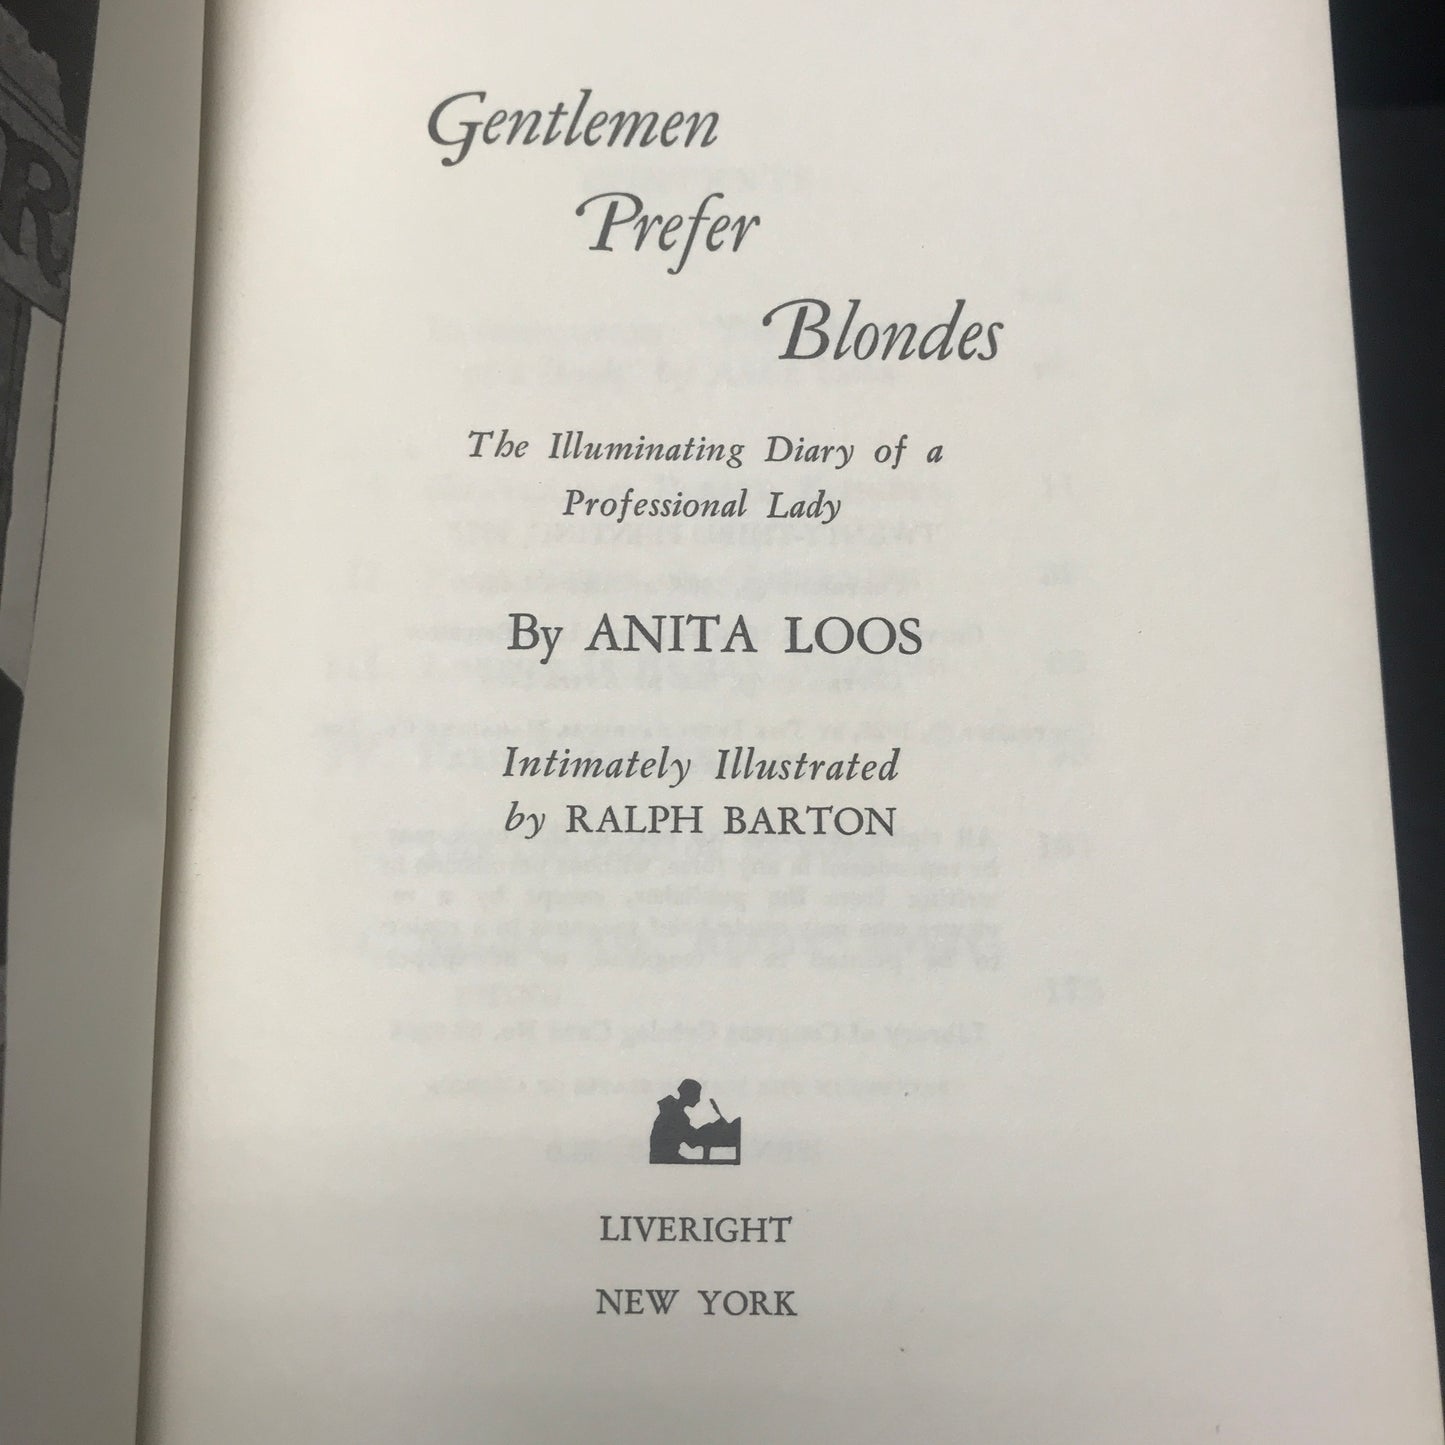 Gentlemen
Prefer
Blondes
The Illuminating Diary of a
Professional Lady
By ANITA LOOS
Intimately Illustrated
by RALPH BARTON
LIVERIGHT
NEW YORK
R